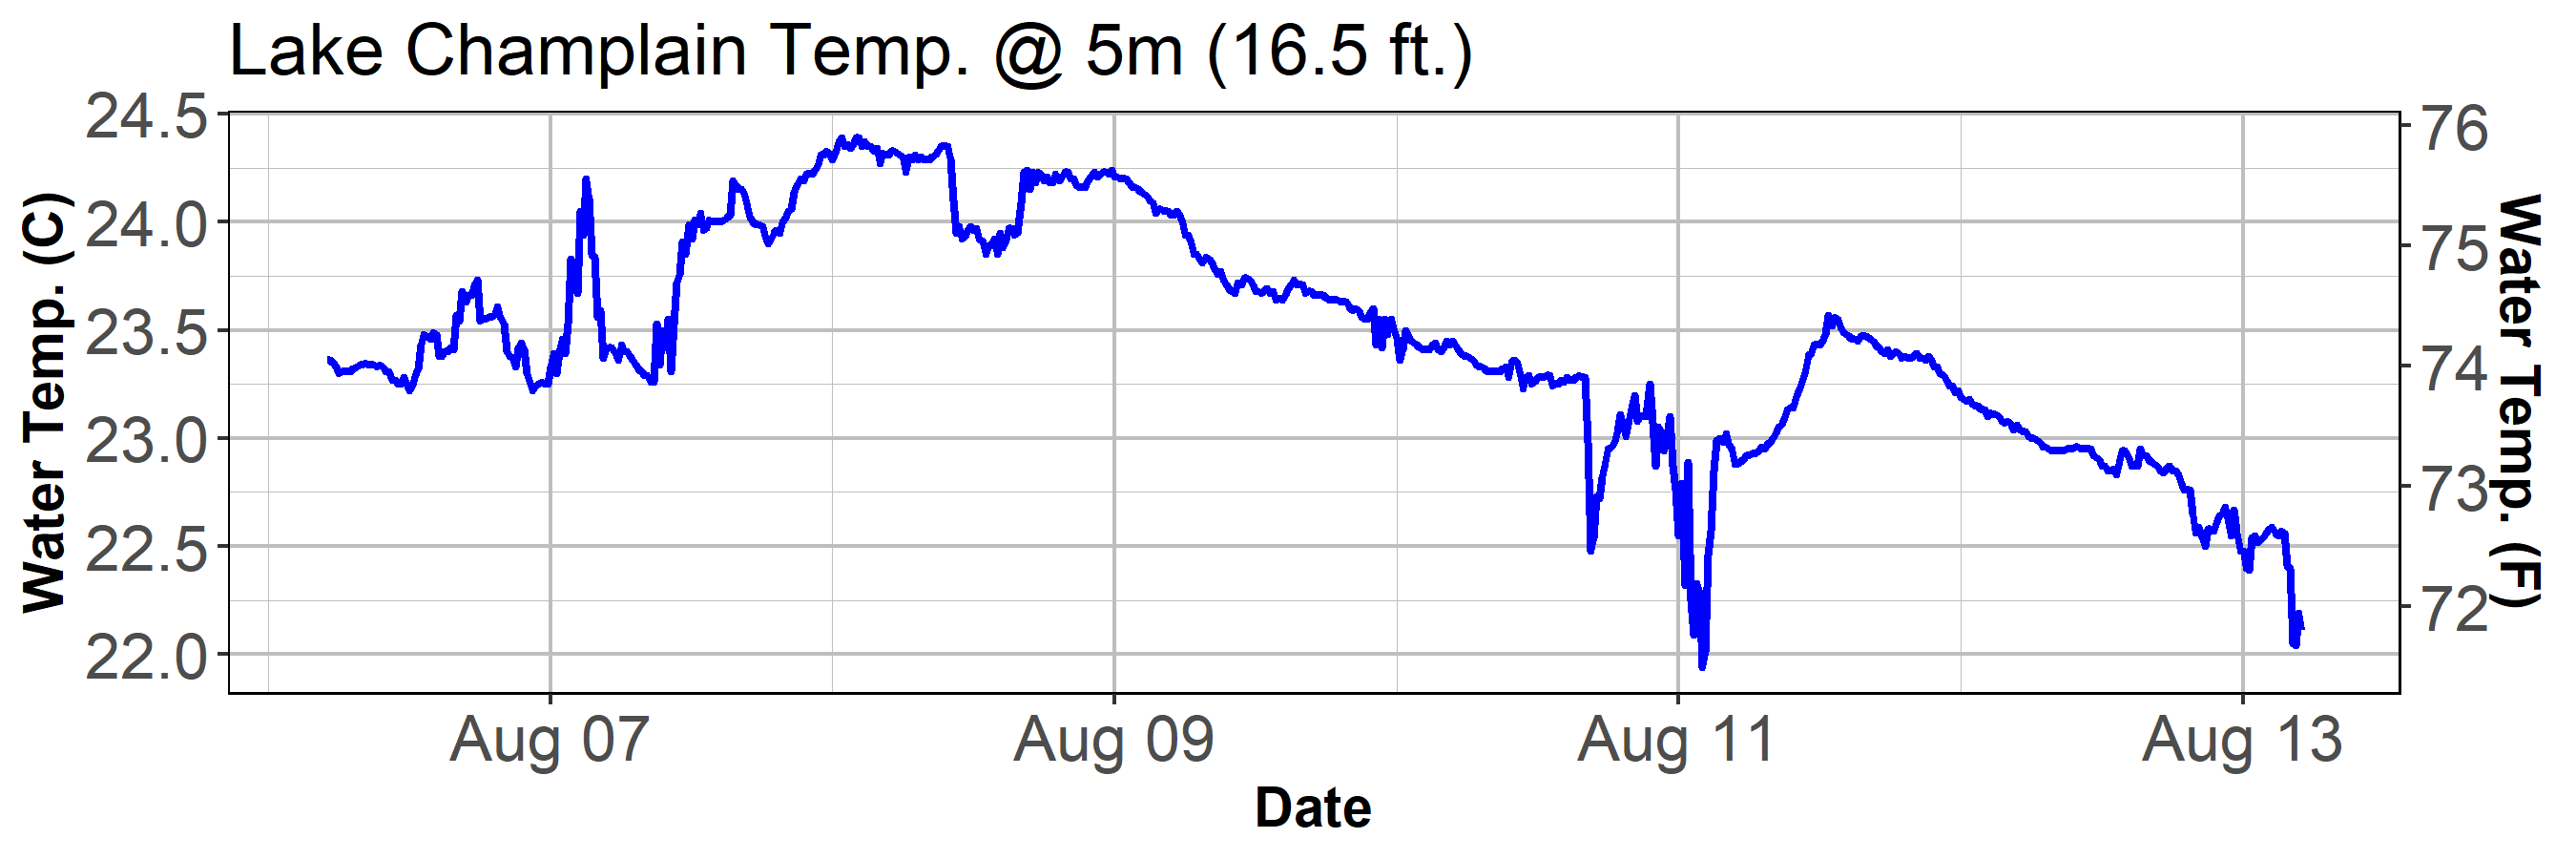 Lake Champlain Temp. @ 5m (16.5 ft.)
Water Temp. (C)
24.5
24.0
23.5
23.0
22.5
22.0
76
75
74
73
72
Water Temp. (F)
Aug 07 Aug 09 Aug 11 Aug 13
Date